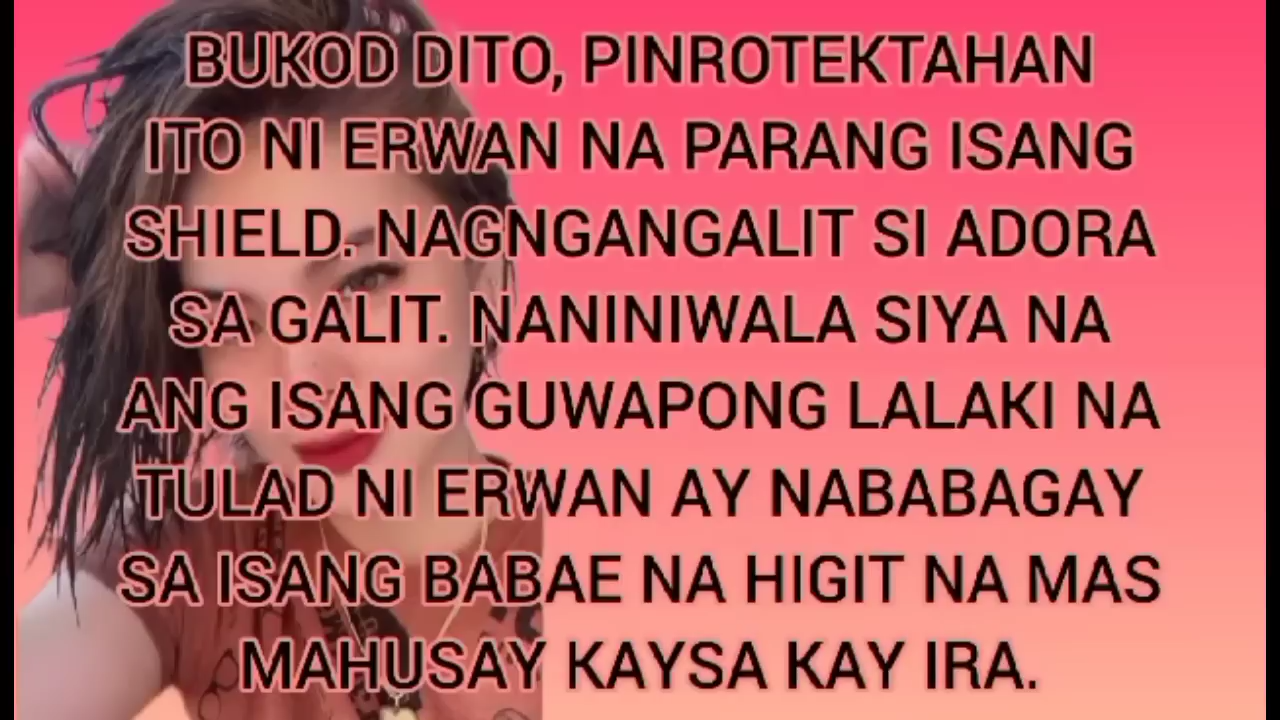 BUKOD DITO, PINROTEKTAHAN
ITO NI ERWAN NA PARANG ISANG
SHIELD. NAGNGANGALIT SI ADORA
SA GALIT. NANINIWALA SIYA NA
ANG ISANG GUWAPONG LALAKI NA
TULAD NI ERWAN AY NABABAGAY
SA ISANG BABAE NA HIGIT NA MAS
MAHUSAY KAYSA KAY IRA.